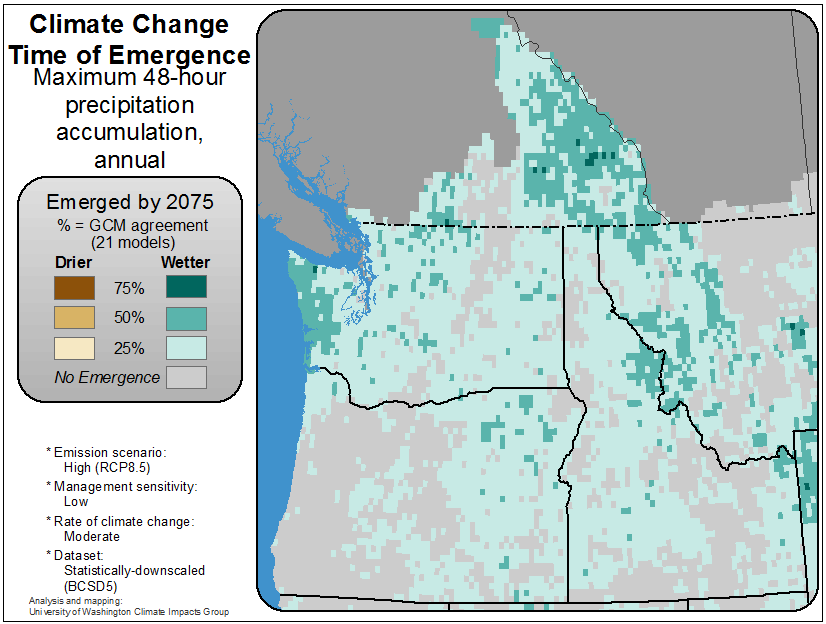 Climate Change
Time of Emergence
Maximum 48-hour
precipitation
accumulation,
annual
Emerged by 2075
% = GCM agreement
(21 models)
Drier Wetter
75%
50%
25%
No Emergence
* Emission scenario:
High (RCP8.5)
* Management sensitivity:
Low
* Rate of climate change:
Moderate
* Dataset:
Statistically-downscaled
(BCSD5)
Analysis and mapping:
University of Washington Climate Impacts Group